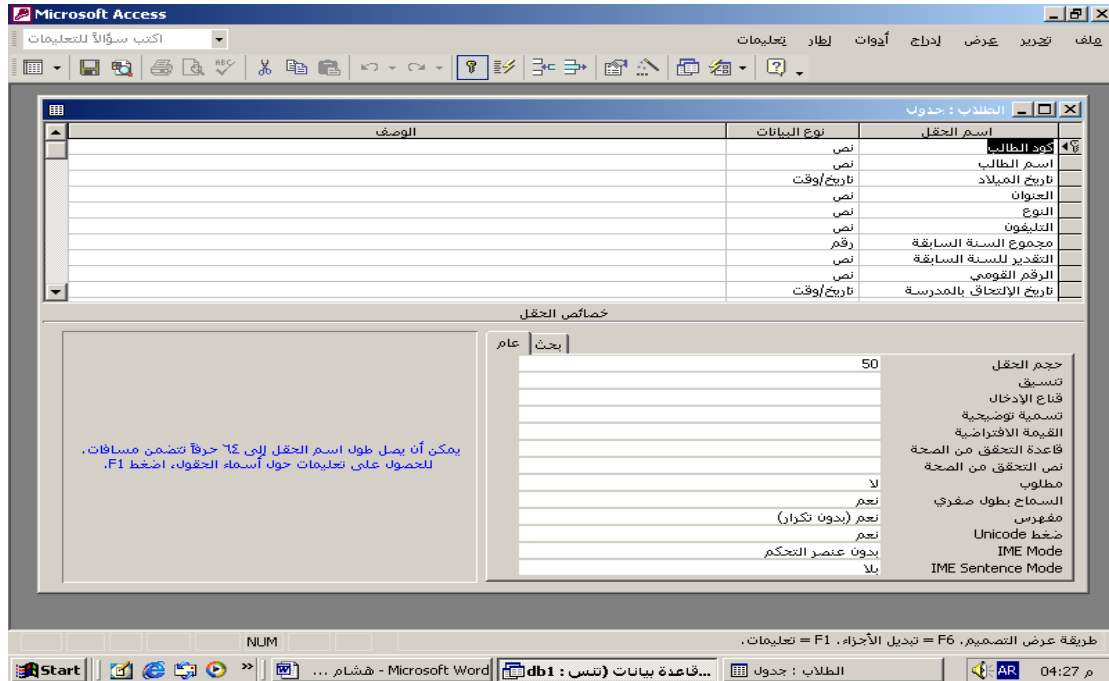 Microsoft Access
ملف تحرير عرض إدراج أدوات إطار تعليمات اكتب سؤالاً للتعليمات
الطلاب : جدول
اسم الحقل نوع البيانات الوصف
كود الطالب نص
اسم الطالب نص
تاريخ الميلاد تاريخ/وقت
العنوان نص
النوع نص
التليفون نص
مجموع السنة السابقة رقم
التقدير للسنة السابقة نص
الرقم القومي نص
تاريخ الإلتحاق بالمدرسة تاريخ/وقت
خصائص الحقل
عام بحث
حجم الحقل 50
تنسيق
قناع الإدخال
تسمية توضيحية
القيمة الافتراضية
قاعدة التحقق من الصحة
نص التحقق من الصحة
مطلوب لا
السماح بطول صفري نعم
مفهرس نعم (بدون تكرار)
ضغط Unicode نعم
IME Mode بدون عنصر التحكم
IME Sentence Mode بلا
يمكن أن يصل طول اسم الحقل إلى ٦٤ حرفاً تتضمن مسافات.
للحصول على تعليمات حول أسماء الحقول، اضغط F1.
طريقة عرض التصميم. F6 = تبديل الأجزاء. F1 = تعليمات.
NUM
Start
هشام ... - Microsoft Word
...قاعدة بيانات (تنس : db1
الطلاب : جدول
AR
04:27 م